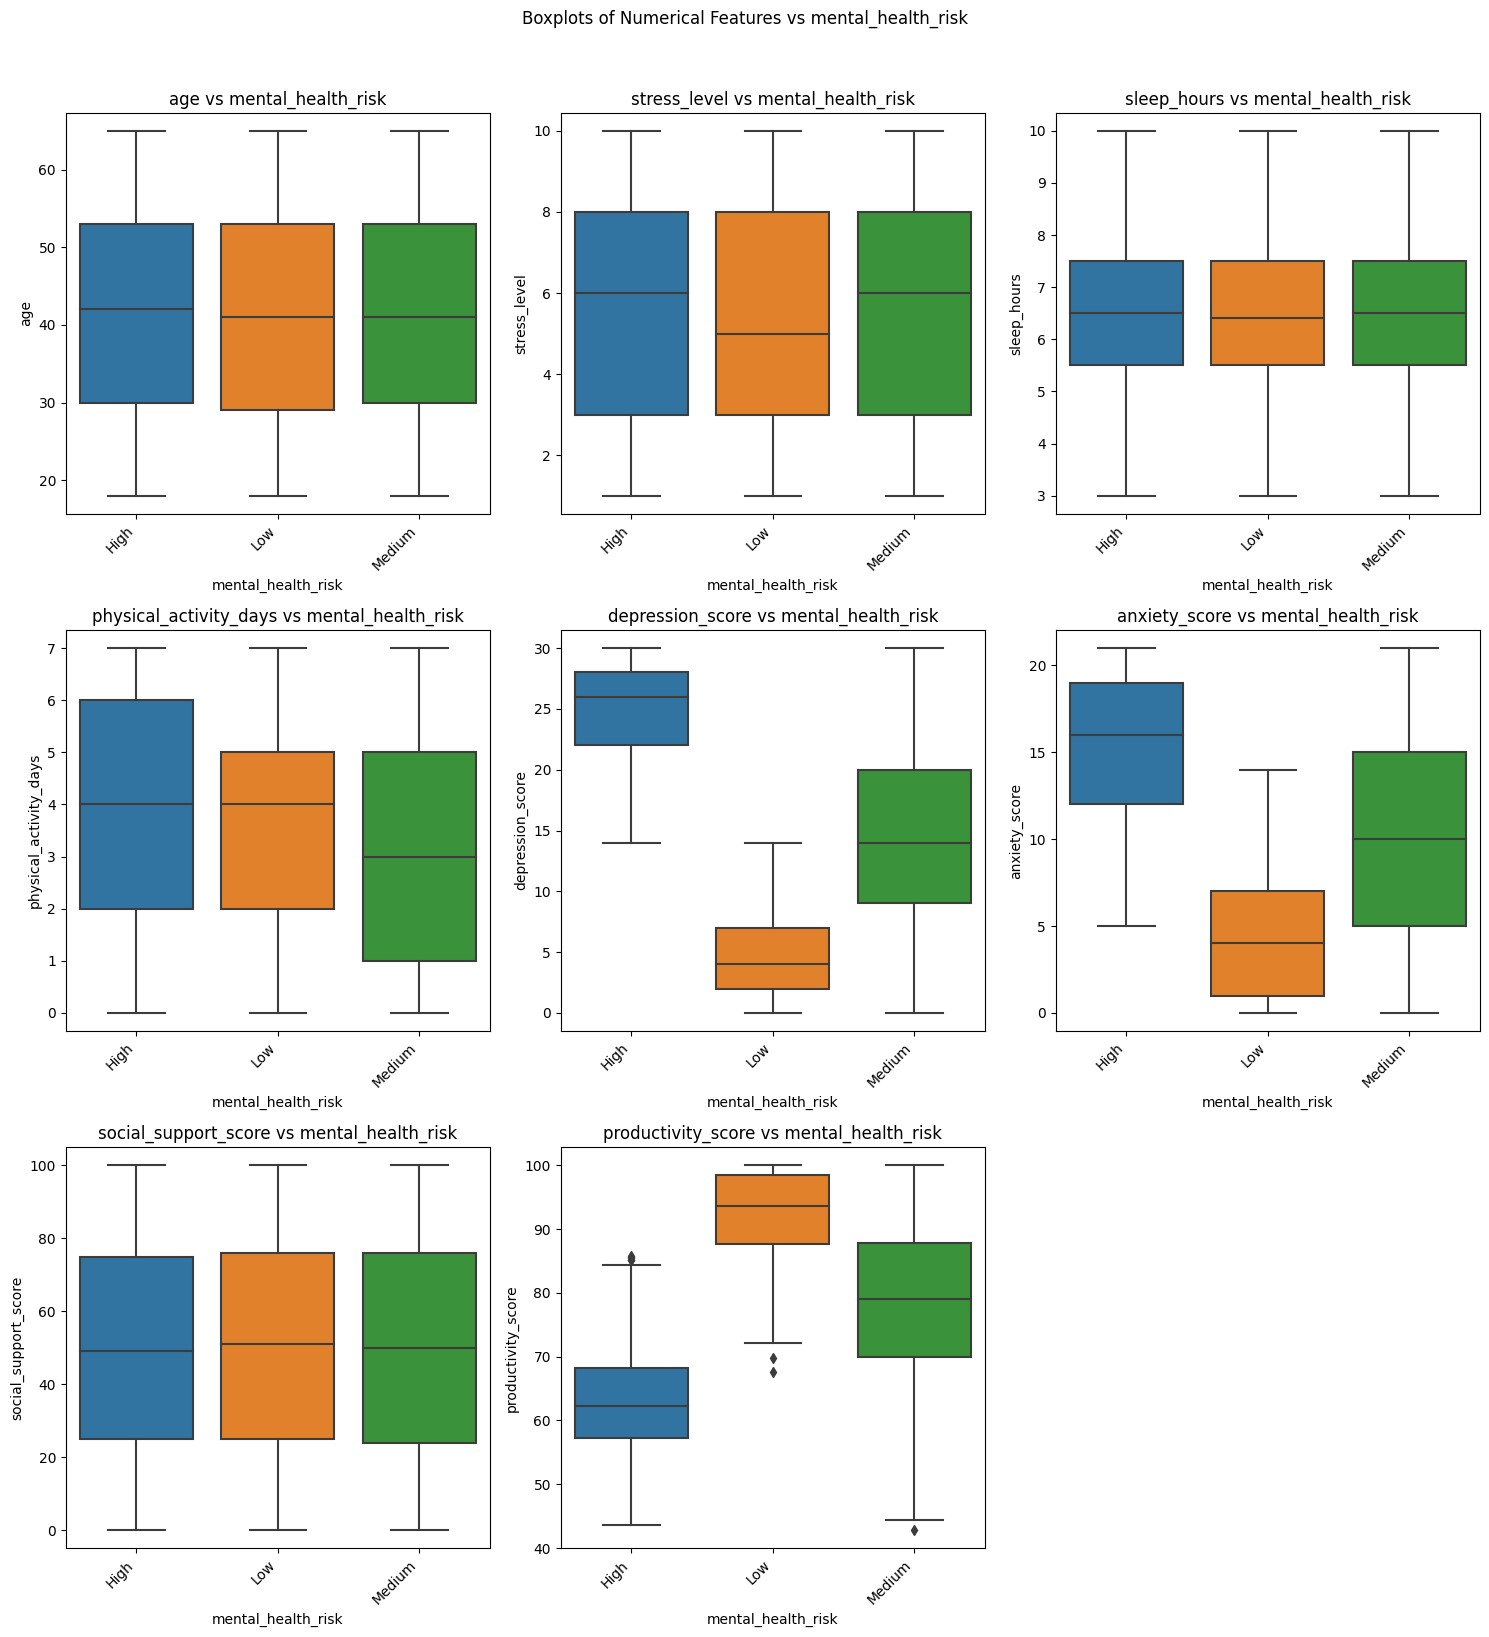 Boxplots of Numerical Features vs mental_health_risk
age vs mental_health_risk
age
60
50
40
30
20
High
Low
Medium
mental_health_risk
stress_level vs mental_health_risk
stress_level
10
8
6
4
2
High
Low
Medium
mental_health_risk
sleep_hours vs mental_health_risk
sleep_hours
10
9
8
7
6
5
4
3
High
Low
Medium
mental_health_risk
physical_activity_days vs mental_health_risk
physical_activity_days
7
6
5
4
3
2
1
0
High
Low
Medium
mental_health_risk
depression_score vs mental_health_risk
depression_score
30
25
20
15
10
5
0
High
Low
Medium
mental_health_risk
anxiety_score vs mental_health_risk
anxiety_score
20
15
10
5
0
High
Low
Medium
mental_health_risk
social_support_score vs mental_health_risk
social_support_score
100
80
60
40
20
0
High
Low
Medium
mental_health_risk
productivity_score vs mental_health_risk
productivity_score
100
90
80
70
60
50
40
High
Low
Medium
mental_health_risk